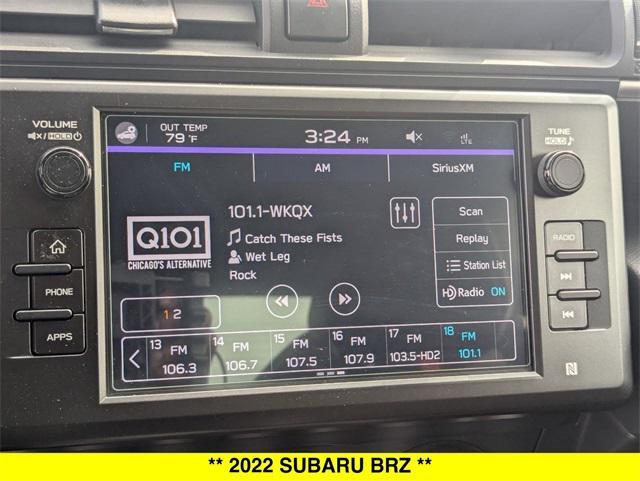 VOLUME
HOLD
OUT TEMP
79 °F
3:24 PM
LTE
TUNE
HOLD
FM
AM
SiriusXM
101.1-WKQX
Q101
CHICAGO'S ALTERNATIVE
Catch These Fists
Wet Leg
Rock
Scan
Replay
Station List
HD Radio ON
1 2
13 FM 106.3
14 FM 106.7
15 FM 107.5
16 FM 107.9
17 FM 103.5-HD2
18 FM 101.1
PHONE
APPS
RADIO
N
** 2022 SUBARU BRZ **